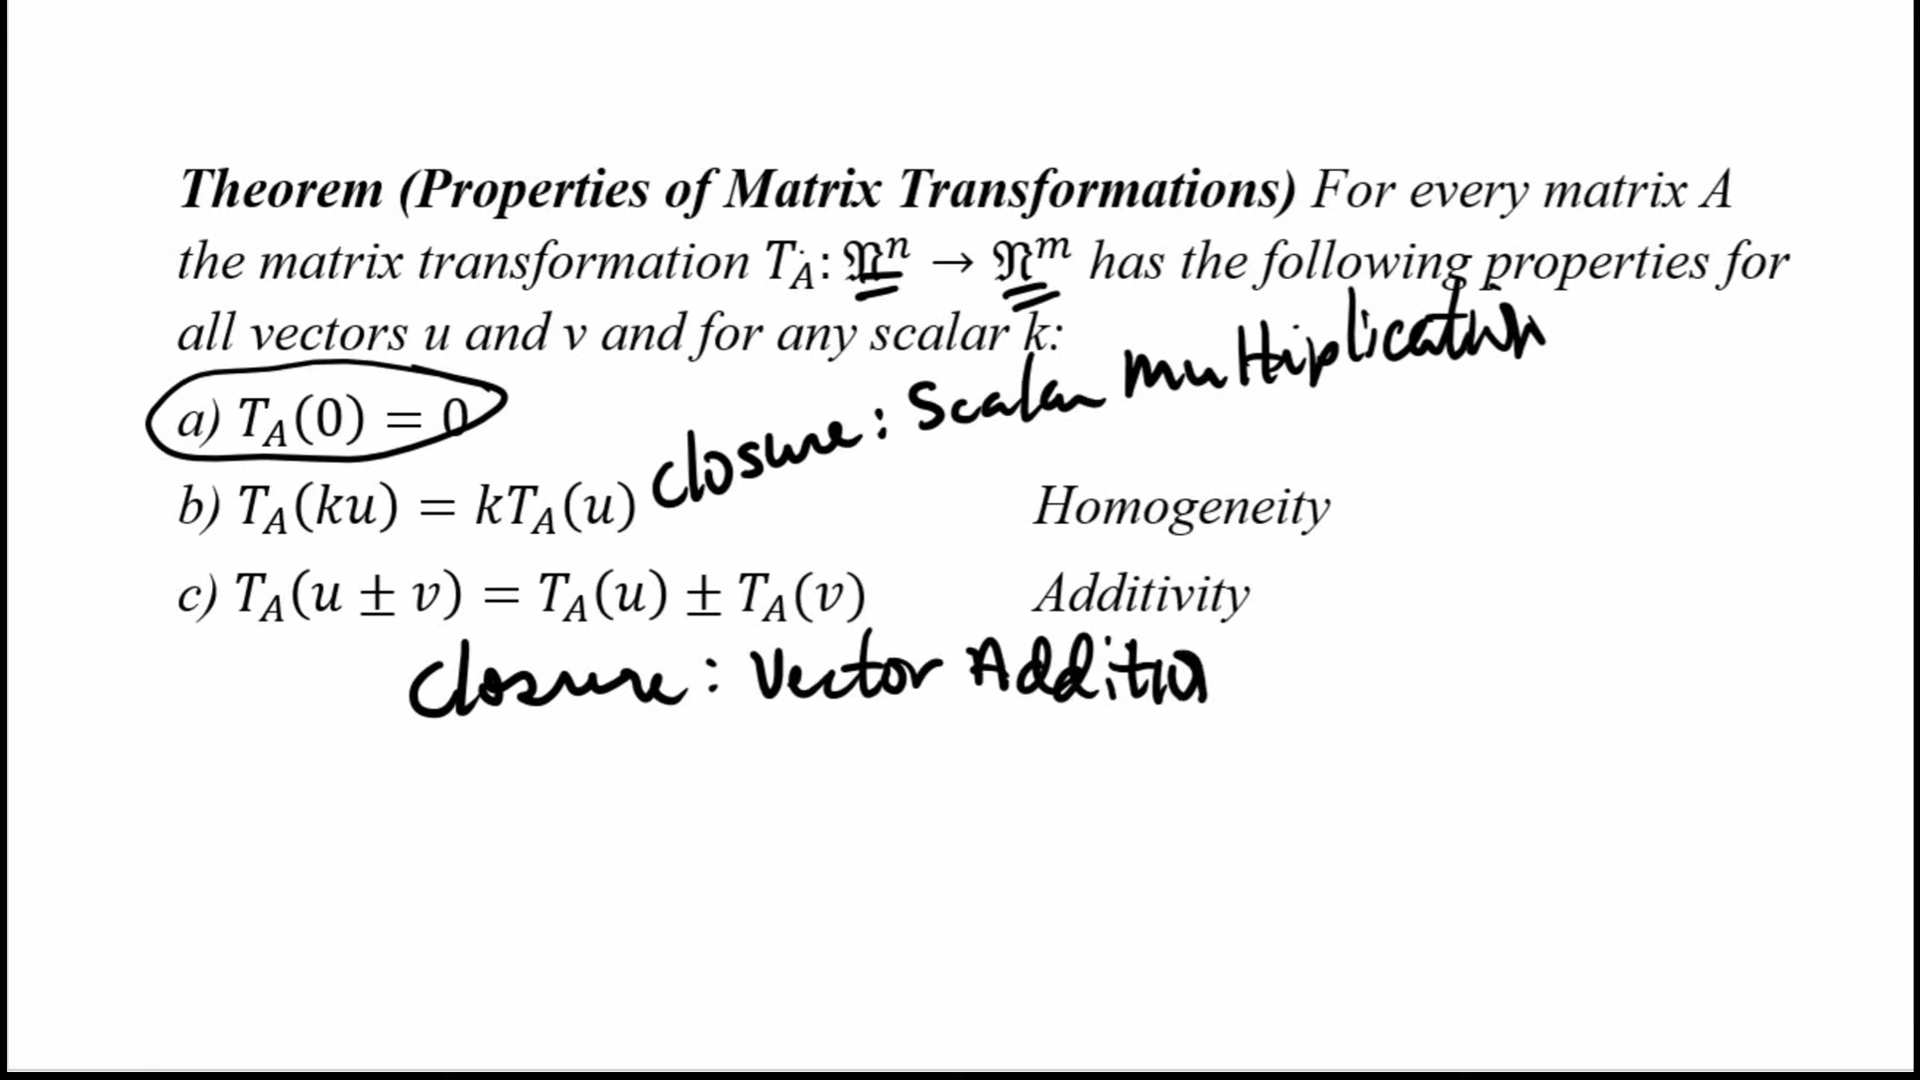 Theorem (Properties of Matrix Transformations) For every matrix A
the matrix transformation T_A: ℜⁿ → ℜᵐ has the following properties for
all vectors u and v and for any scalar k:
a) T_A(0) = 0
closure: Scalar multiplication
b) T_A(ku) = kT_A(u) Homogeneity
c) T_A(u ± v) = T_A(u) ± T_A(v) Additivity
closure: Vector Addition